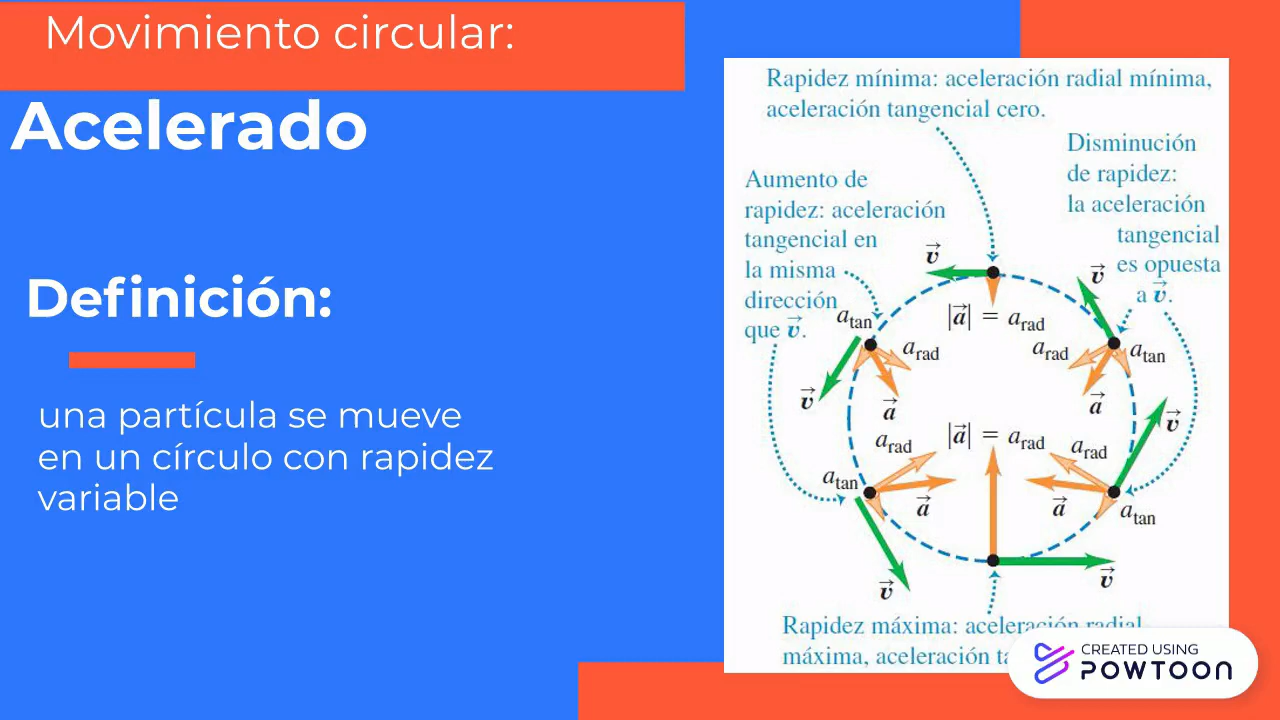 Movimiento circular:
Acelerado
Definición:
una partícula se mueve
en un círculo con rapidez
variable
Rapidez mínima: aceleración radial mínima,
aceleración tangencial cero.
Disminución
de rapidez:
la aceleración
tangencial
es opuesta
a v⃗.
Aumento de
rapidez: aceleración
tangencial en
la misma
dirección
que v⃗.
v⃗
v⃗
|a⃗| = a_rad
a_tan
a_rad
a_rad
a_tan
v⃗
a⃗
a⃗
v⃗
|a⃗| = a_rad
a_rad
a_rad
a_tan
a⃗
a⃗
a_tan
v⃗
v⃗
Rapidez máxima: aceleración radial
máxima, aceleración
CREATED USING
POWTOON